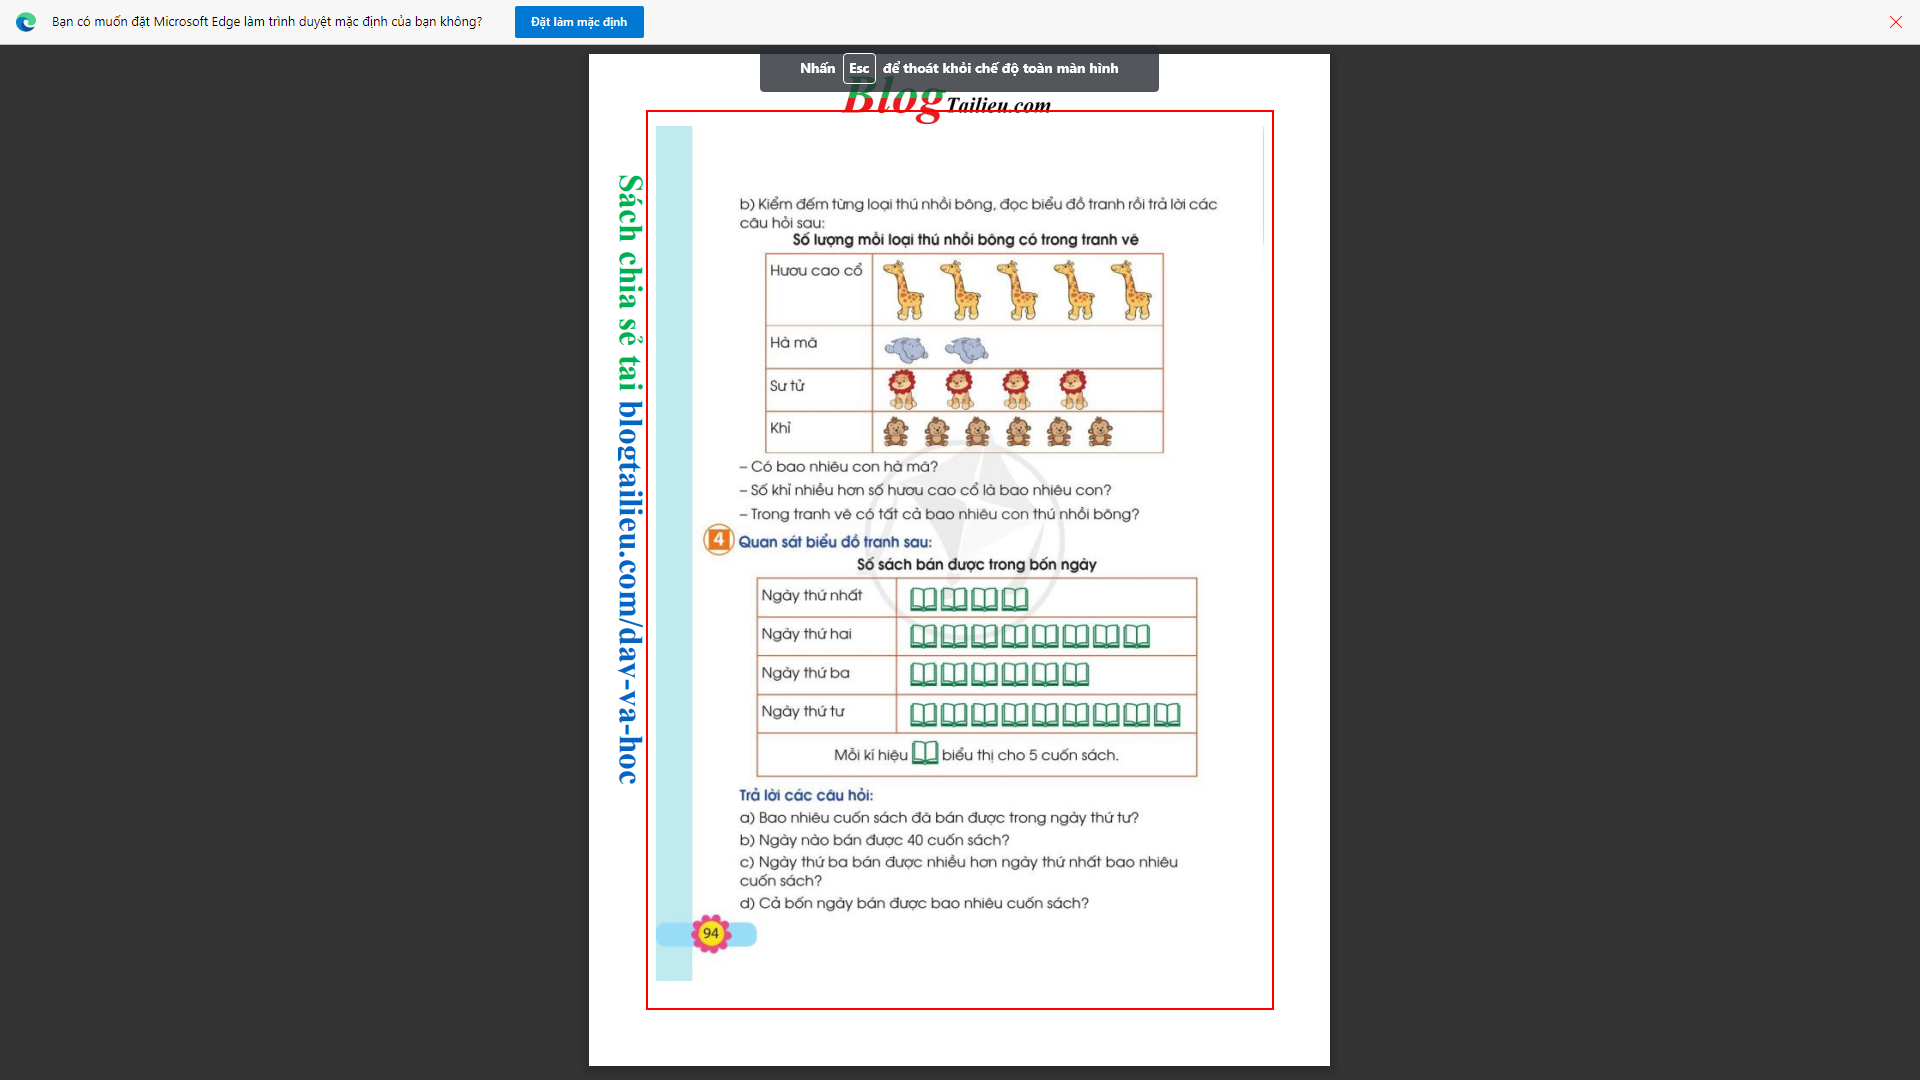 Bạn có muốn đặt Microsoft Edge làm trình duyệt mặc định của bạn không?
Đặt làm mặc định
Nhấn Esc để thoát khỏi chế độ toàn màn hình
Blog Tailieu.com
Sách chia sẻ tai blogtailieu.com/day-va-hoc
b) Kiểm đếm từng loại thú nhồi bông, đọc biểu đồ tranh rồi trả lời các
câu hỏi sau:
Số lượng mỗi loại thú nhồi bông có trong tranh vẽ
Hươu cao cổ
Hà mã
Sư tử
Khỉ
– Có bao nhiêu con hà mã?
– Số khỉ nhiều hơn số hươu cao cổ là bao nhiêu con?
– Trong tranh vẽ có tất cả bao nhiêu con thú nhồi bông?
4 Quan sát biểu đồ tranh sau:
Số sách bán được trong bốn ngày
Ngày thứ nhất
Ngày thứ hai
Ngày thứ ba
Ngày thứ tư
Mỗi kí hiệu biểu thị cho 5 cuốn sách.
Trả lời các câu hỏi:
a) Bao nhiêu cuốn sách đã bán được trong ngày thứ tư?
b) Ngày nào bán được 40 cuốn sách?
c) Ngày thứ ba bán được nhiều hơn ngày thứ nhất bao nhiêu
cuốn sách?
d) Cả bốn ngày bán được bao nhiêu cuốn sách?
94